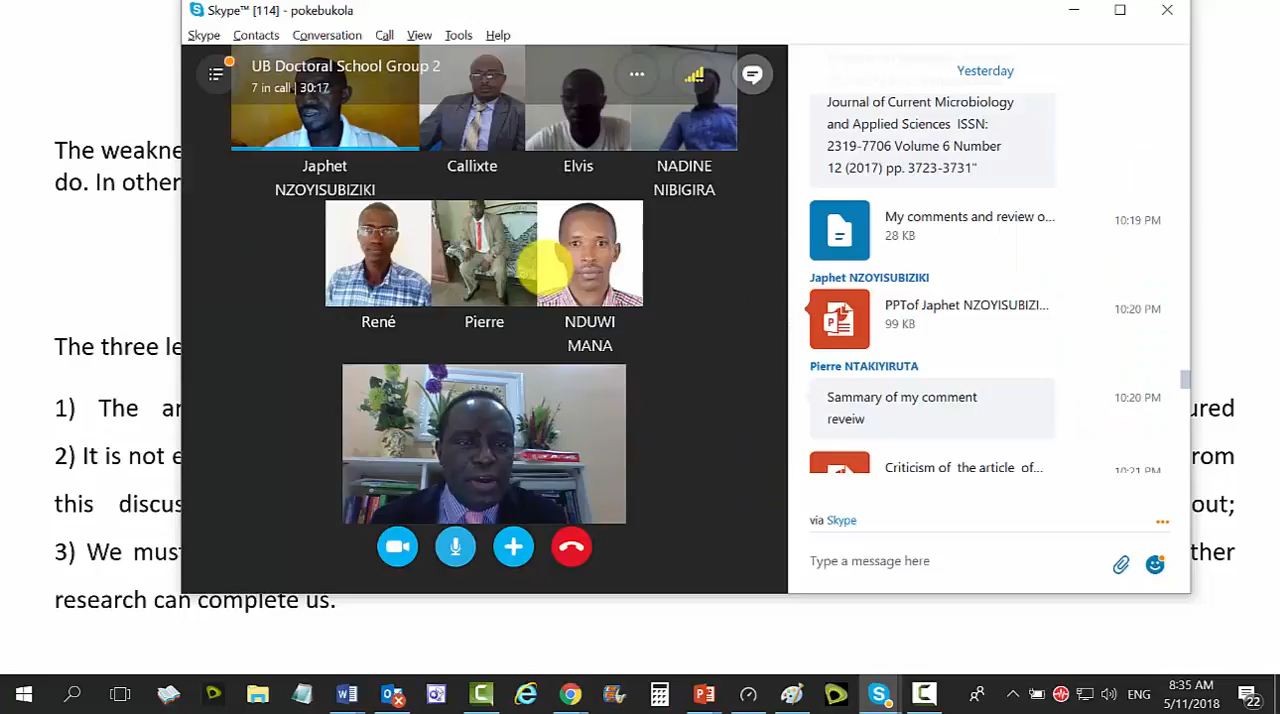 Skype™ [114] - pokebukola
Skype Contacts Conversation Call View Tools Help
UB Doctoral School Group 2
7 in call | 30:17
Japhet
NZOYISUBIZIKI
Callixte
Elvis
NADINE
NIBIGIRA
René
Pierre
NDUWI
MANA
Yesterday
Journal of Current Microbiology
and Applied Sciences ISSN:
2319-7706 Volume 6 Number
12 (2017) pp. 3723-3731"
My comments and review o...
28 KB
10:19 PM
Japhet NZOYISUBIZIKI
PPTof Japhet NZOYISUBIZI...
99 KB
10:20 PM
Pierre NTAKIYIRUTA
Sammary of my comment
reveiw
10:20 PM
Criticism of the article of...
10:21 PM
via Skype
Type a message here
The weakne
do. In other
The three le
1) The ar
ured
2) It is not e
rom
this discus
out;
3) We must
ther
research can complete us.
ENG
8:35 AM
5/11/2018
22